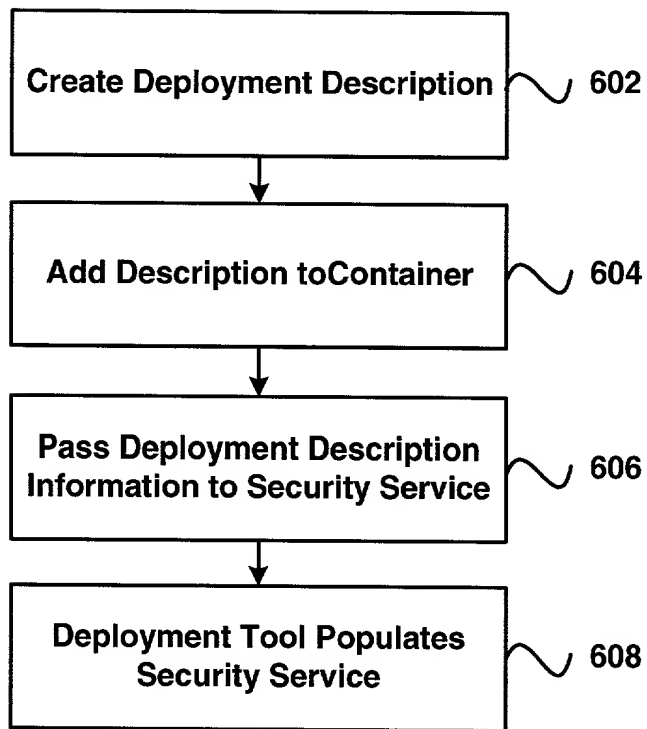 Create Deployment Description
602
Add Description toContainer
604
Pass Deployment Description
Information to Security Service
606
Deployment Tool Populates
Security Service
608